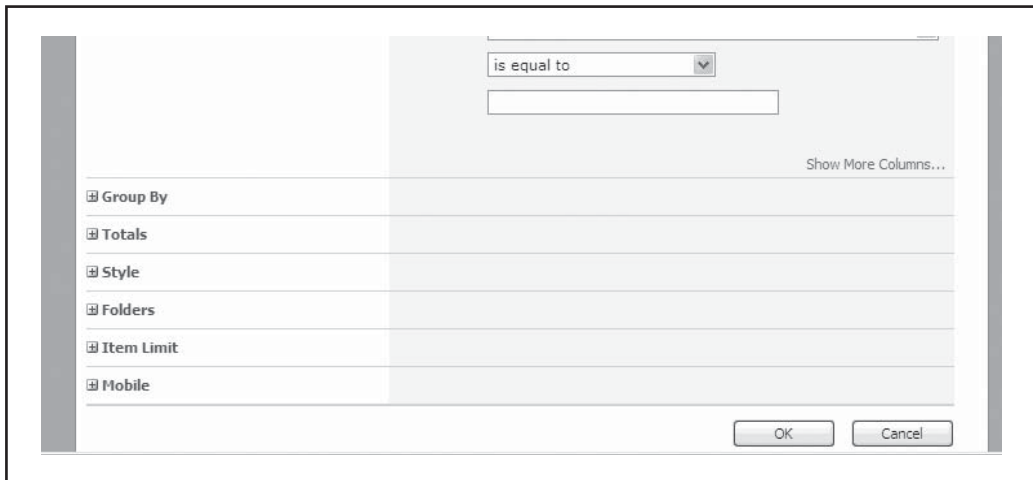 is equal to
Show More Columns...
Group By
Totals
Style
Folders
Item Limit
Mobile
OK Cancel